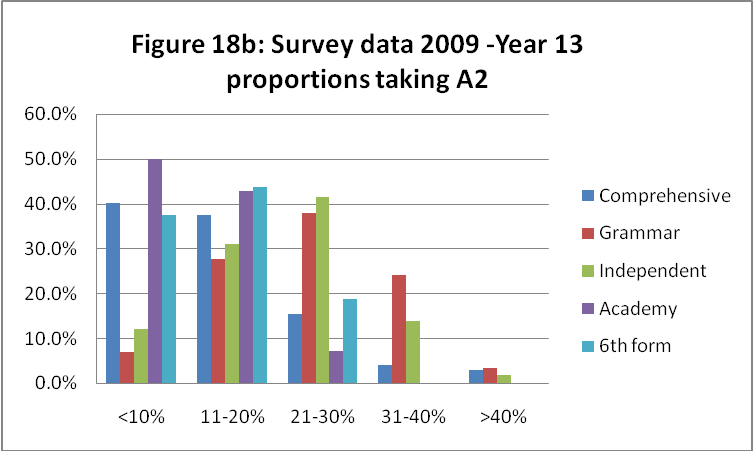 Figure 18b: Survey data 2009 -Year 13
proportions taking A2
60.0%
50.0%
40.0%
30.0%
20.0%
10.0%
0.0%
<10% 11-20% 21-30% 31-40% >40%
Comprehensive
Grammar
Independent
Academy
6th form